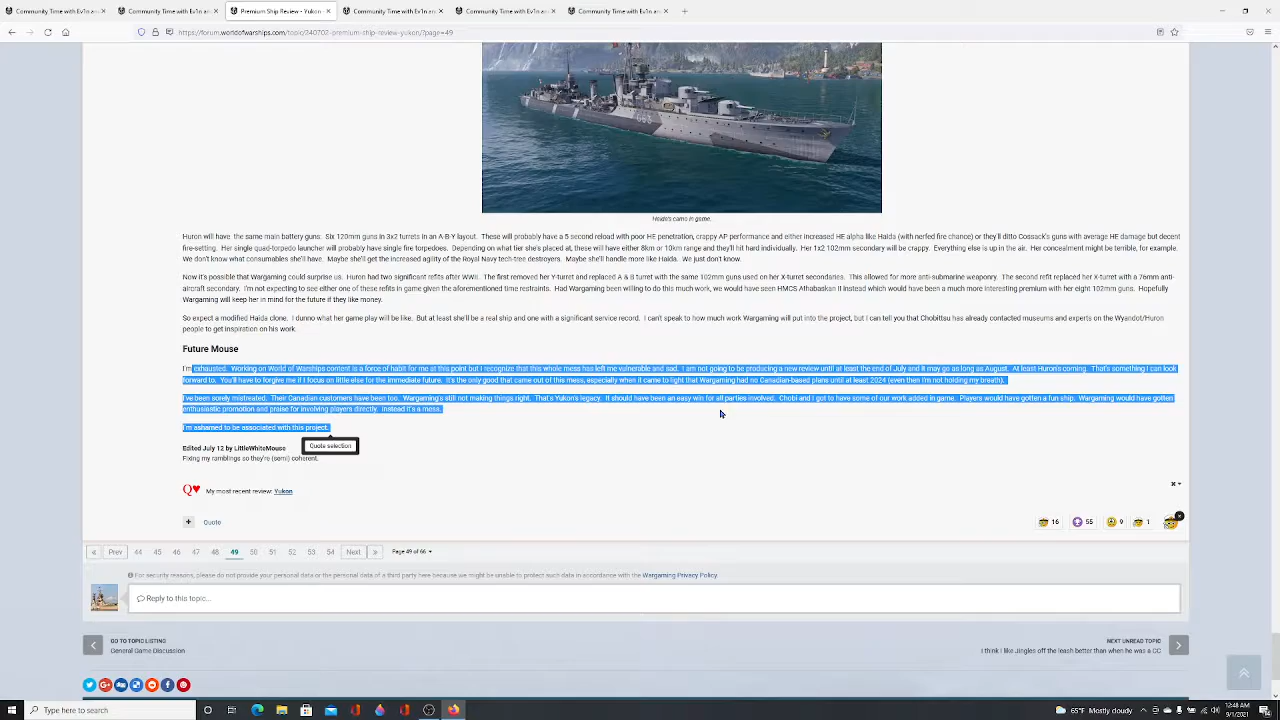 Community Time with Ev1n and
Community Time with Ev1n and
Premium Ship Review - Yukon
Community Time with Ev1n and
Community Time with Ev1n and
Community Time with Ev1n an
https://forum.worldofwarships.com/topic/240702-premium-ship-review-yukon/?page=49
Haida's camo in game.
Huron will have the same main battery guns: Six 120mm guns in 3x2 turrets in an A-B-Y layout. These will probably have a 5 second reload with poor HE penetration, crappy AP performance and either increased HE alpha like Haida (with nerfed fire chance) or they'll ditto Cossack's guns with average HE damage but decent
fire-setting. Her single quad-torpedo launcher will probably have single fire torpedoes. Depending on what tier she's placed at, these will have either 8km or 10km range and they'll hit hard individually. Her 1x2 102mm secondary will be crappy. Everything else is up in the air. Her concealment might be terrible, for example.
We don't know what consumables she'll have. Maybe she'll get the increased agility of the Royal Navy tech-tree destroyers. Maybe she'll handle more like Haida. We just don't know.
Now it's possible that Wargaming could surprise us. Huron had two significant refits after WWII. The first removed her Y-turret and replaced A & B turret with the same 102mm guns used on her X-turret secondaries. This allowed for more anti-submarine weaponry. The second refit replaced her X-turret with a 76mm anti-
aircraft secondary. I'm not expecting to see either one of these refits in game given the aforementioned time restraints. Had Wargaming been willing to do this much work, we would have seen HMCS Athabaskan II instead which would have been a much more interesting premium with her eight 102mm guns. Hopefully
Wargaming will keep her in mind for the future if they like money.
So expect a modified Haida clone. I dunno what her game play will be like. But at least she'll be a real ship and one with a significant service record. I can't speak to how much work Wargaming will put into the project, but I can tell you that Chobittsu has already contacted museums and experts on the Wyandot/Huron
people to get inspiration on his work.
Future Mouse
I'm exhausted. Working on World of Warships content is a force of habit for me at this point but I recognize that this whole mess has left me vulnerable and sad. I am not going to be producing a new review until at least the end of July and it may go as long as August. At least Huron's coming. That's something I can look
forward to. You'll have to forgive me if I focus on little else for the immediate future. It's the only good that came out of this mess, especially when it came to light that Wargaming had no Canadian-based plans until at least 2024 (even then I'm not holding my breath).
I've been sorely mistreated. Their Canadian customers have been too. Wargaming's still not making things right. That's Yukon's legacy. It should have been an easy win for all parties involved. Chobi and I got to have some of our work added in game. Players would have gotten a fun ship. Wargaming would have gotten
enthusiastic promotion and praise for involving players directly. Instead it's a mess.
I'm ashamed to be associated with this project.
Quote selection
Edited July 12 by LittleWhiteMouse
Fixing my ramblings so they're (semi) coherent.
Q♥ My most recent review: Yukon
+ Quote
16 55 9 1
« Prev 44 45 46 47 48 49 50 51 52 53 54 Next » Page 49 of 66
For security reasons, please do not provide your personal data or the personal data of a third party here because we might be unable to protect such data in accordance with the Wargaming Privacy Policy.
Reply to this topic...
GO TO TOPIC LISTING
General Game Discussion
NEXT UNREAD TOPIC
I think I like Jingles off the leash better than when he was a CC
Type here to search
65°F Mostly cloudy
12:48 AM
9/1/2021